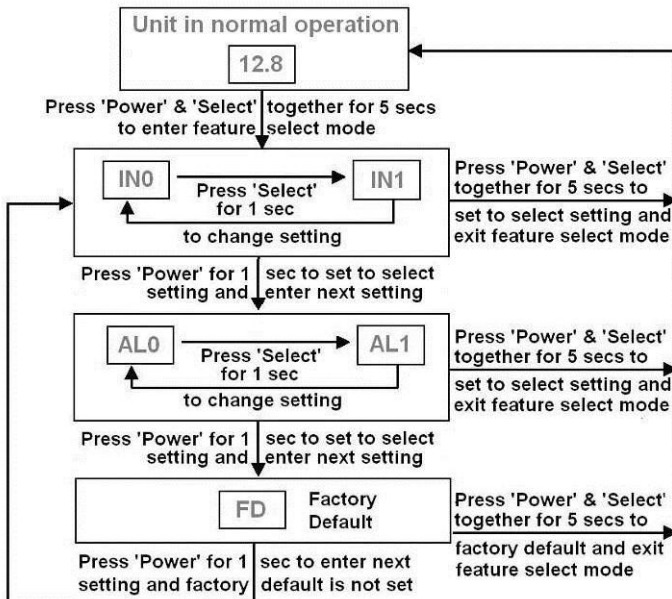 Unit in normal operation
12.8
Press 'Power' & 'Select' together for 5 secs
to enter feature select mode
IN0
Press 'Select'
for 1 sec
IN1
to change setting
Press 'Power' & 'Select'
together for 5 secs to
set to select setting and
exit feature select mode
Press 'Power' for 1 sec to set to select
setting and enter next setting
AL0
Press 'Select'
for 1 sec
AL1
to change setting
Press 'Power' & 'Select'
together for 5 secs to
set to select setting and
exit feature select mode
Press 'Power' for 1 sec to set to select
setting and enter next setting
FD
Factory
Default
Press 'Power' & 'Select'
together for 5 secs to
factory default and exit
feature select mode
Press 'Power' for 1 sec to enter next
setting and factory default is not set